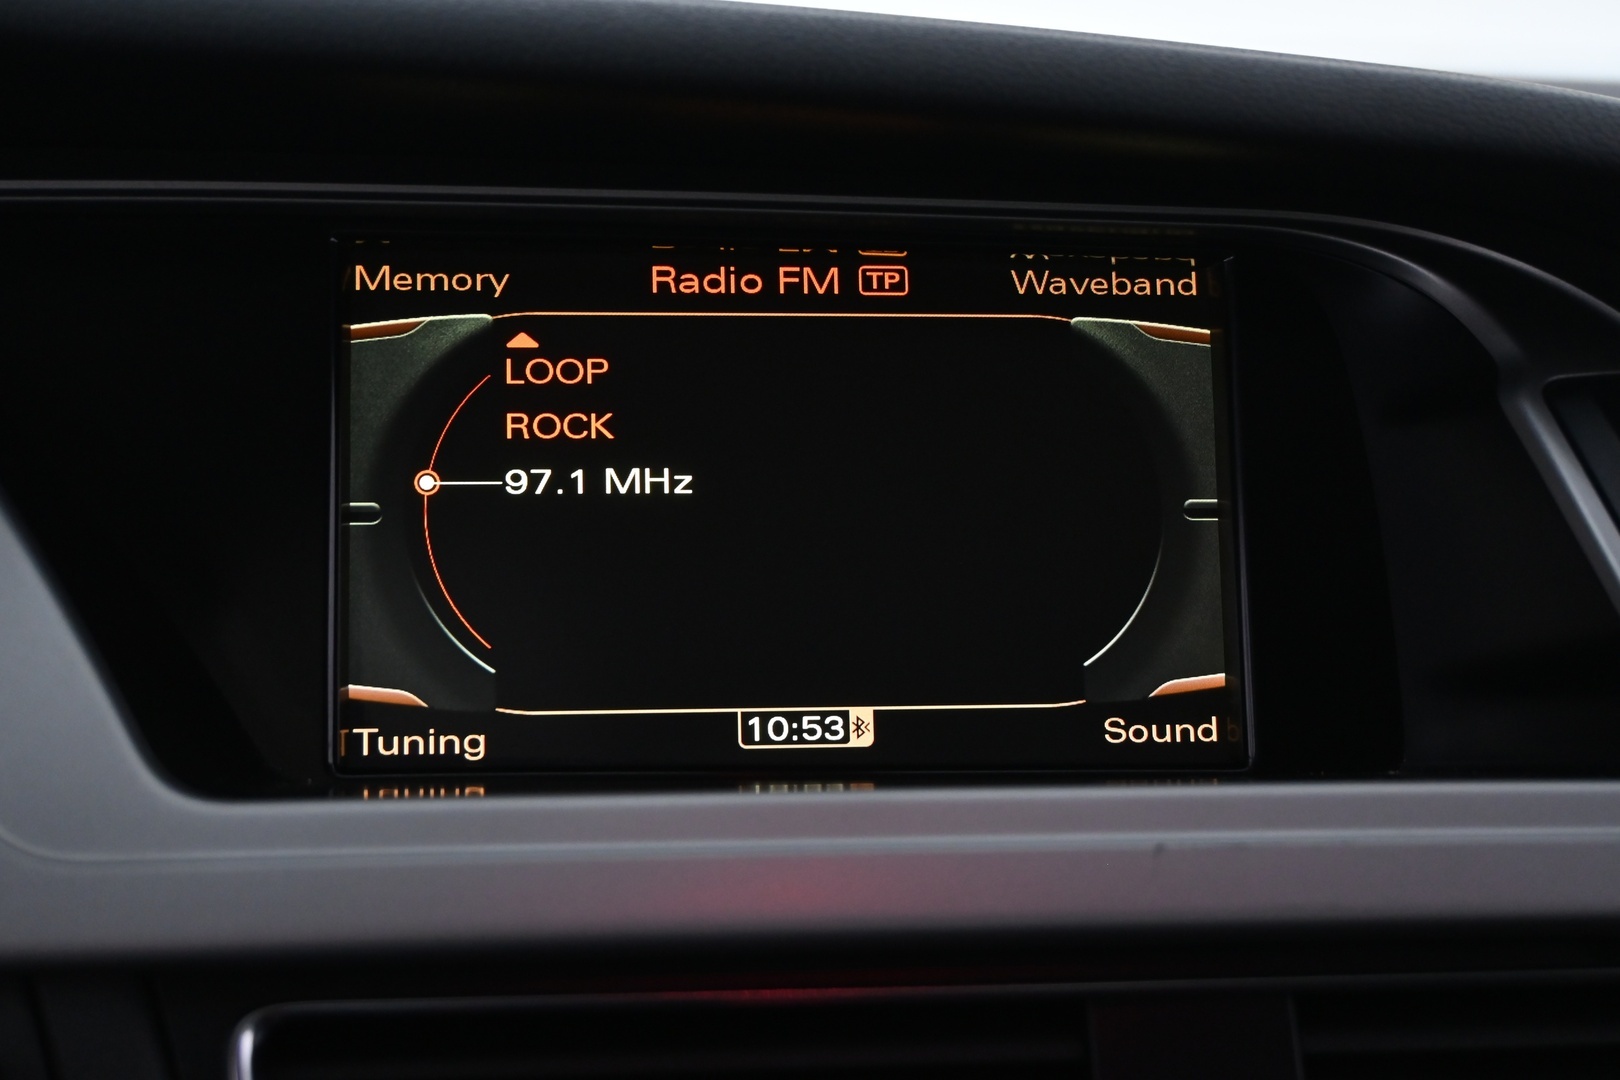 Memory
Radio FM TP
Waveband
LOOP
ROCK
97.1 MHz
Tuning
10:53
Sound